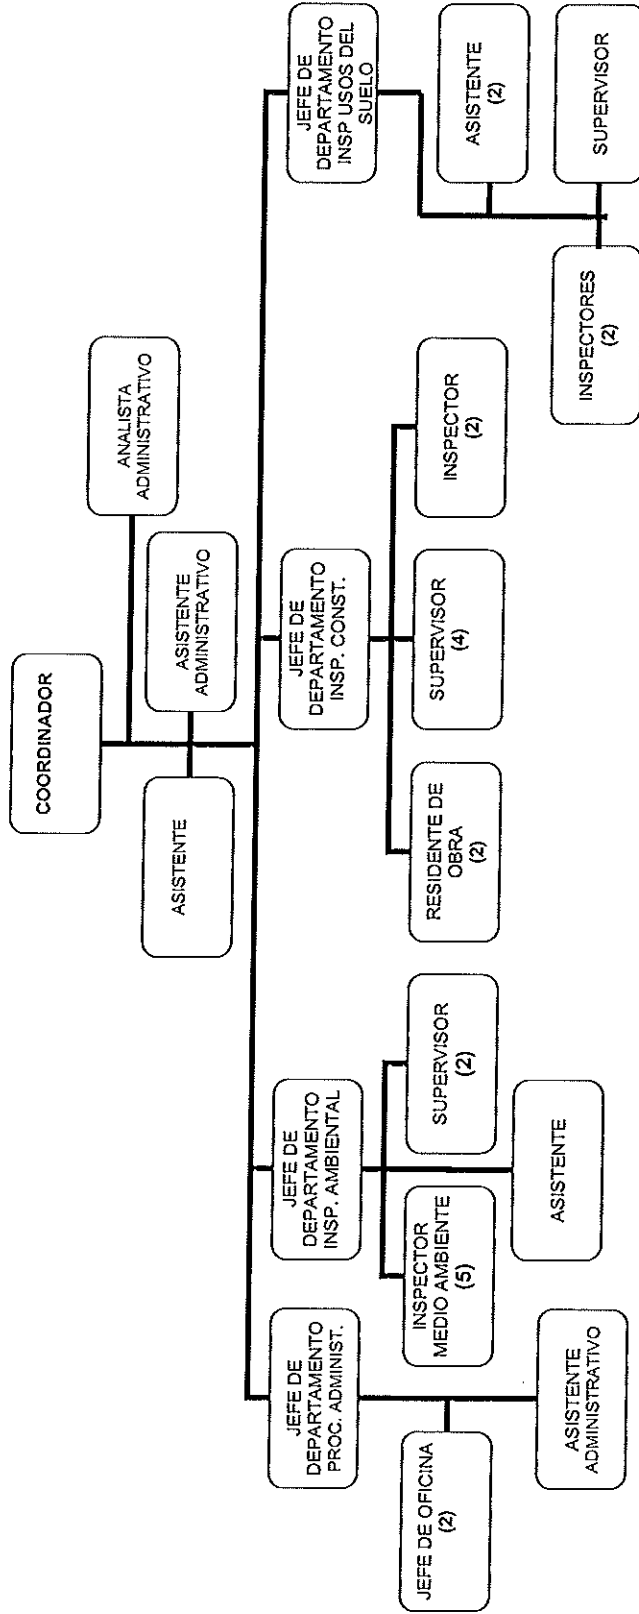 COORDINADOR
ANALISTA
ADMINISTRATIVO
ASISTENTE
ASISTENTE
ADMINISTRATIVO
JEFE DE
DEPARTAMENTO
PROC. ADMINIST.
JEFE DE
DEPARTAMENTO
INSP. AMBIENTAL
JEFE DE
DEPARTAMENTO
INSP. CONST.
JEFE DE
DEPARTAMENTO
INSP USOS DEL
SUELO
JEFE DE OFICINA
(2)
ASISTENTE
ADMINISTRATIVO
INSPECTOR
MEDIO AMBIENTE
(5)
SUPERVISOR
(2)
ASISTENTE
RESIDENTE DE
OBRA
(2)
SUPERVISOR
(4)
INSPECTOR
(2)
ASISTENTE
(2)
INSPECTORES
(2)
SUPERVISOR